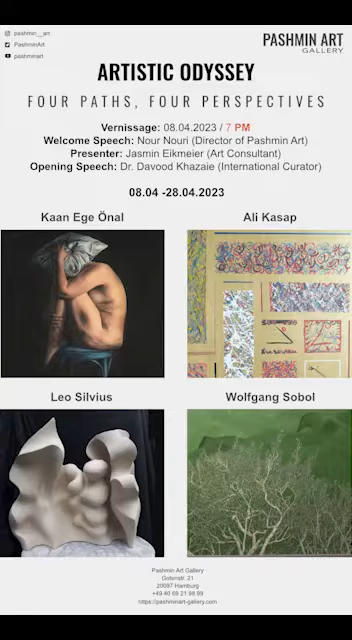 pashmin__art
PashminArt
pashminart
PASHMIN ART
GALLERY
ARTISTIC ODYSSEY
FOUR PATHS, FOUR PERSPECTIVES
Vernissage: 08.04.2023 / 7 PM
Welcome Speech: Nour Nouri (Director of Pashmin Art)
Presenter: Jasmin Eikmeier (Art Consultant)
Opening Speech: Dr. Davood Khazaie (International Curator)
08.04 -28.04.2023
Kaan Ege Önal
Ali Kasap
Leo Silvius
Wolfgang Sobol
Pashmin Art Gallery
Gotenstr. 21
20097 Hamburg
+49 40 69 21 98 99
https://pashminart-gallery.com